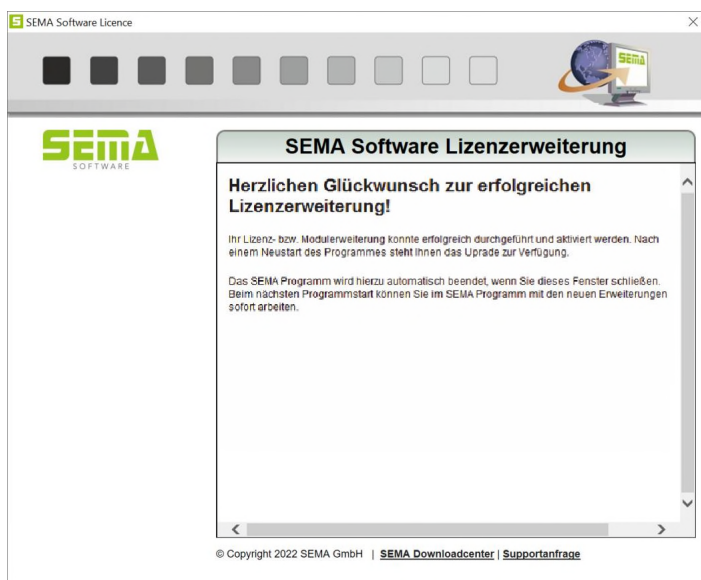 SEMA Software Licence
SEMA
SEMA
SOFTWARE
SEMA Software Lizenzerweiterung
Herzlichen Glückwunsch zur erfolgreichen
Lizenzerweiterung!
Ihr Lizenz- bzw. Modulerweiterung konnte erfolgreich durchgeführt und aktiviert werden. Nach
einem Neustart des Programmes steht Ihnen das Uprade zur Verfügung.
Das SEMA Programm wird hierzu automatisch beendet, wenn Sie dieses Fenster schließen.
Beim nächsten Programmstart können Sie im SEMA Programm mit den neuen Erweiterungen
sofort arbeiten.
© Copyright 2022 SEMA GmbH | SEMA Downloadcenter | Supportanfrage